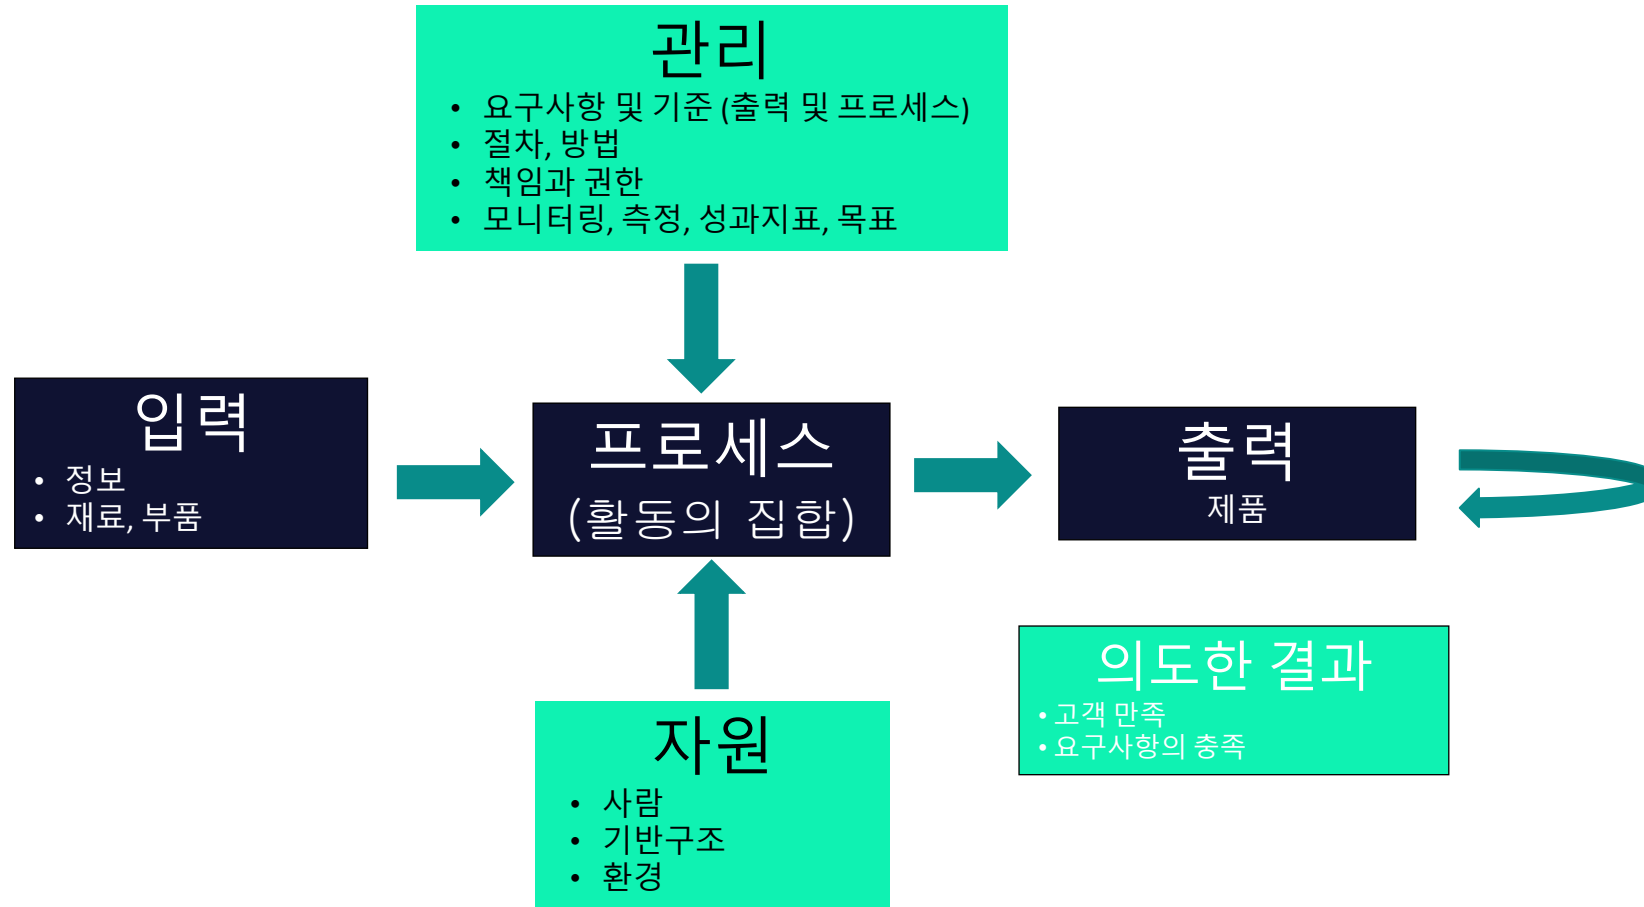 관리
• 요구사항 및 기준 (출력 및 프로세스)
• 절차, 방법
• 책임과 권한
• 모니터링, 측정, 성과지표, 목표
입력
• 정보
• 재료, 부품
프로세스
(활동의 집합)
출력
제품
의도한 결과
• 고객 만족
• 요구사항의 충족
자원
• 사람
• 기반구조
• 환경